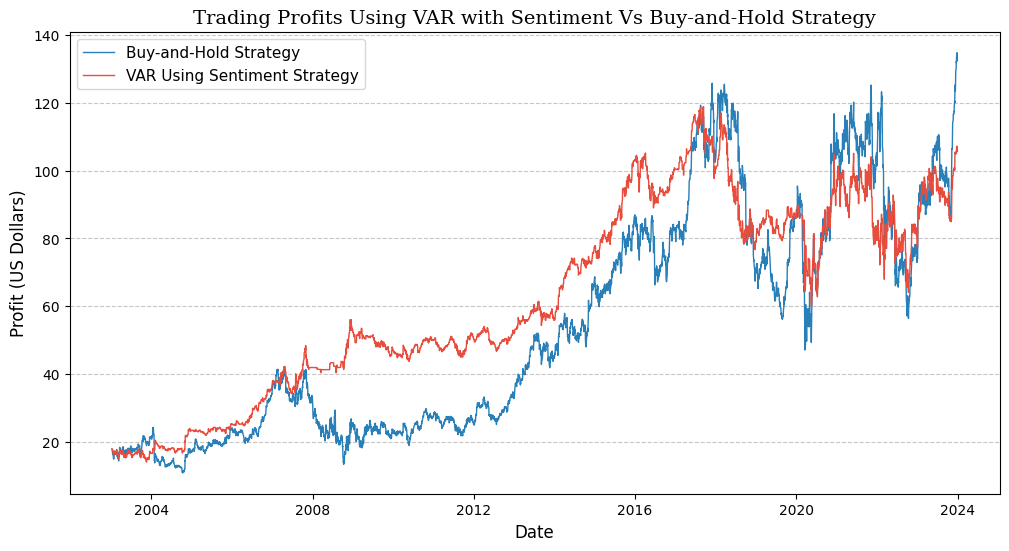 Trading Profits Using VAR with Sentiment Vs Buy-and-Hold Strategy
Buy-and-Hold Strategy
VAR Using Sentiment Strategy
Profit (US Dollars)
140
120
100
80
60
40
20
2004
2008
2012
2016
2020
2024
Date